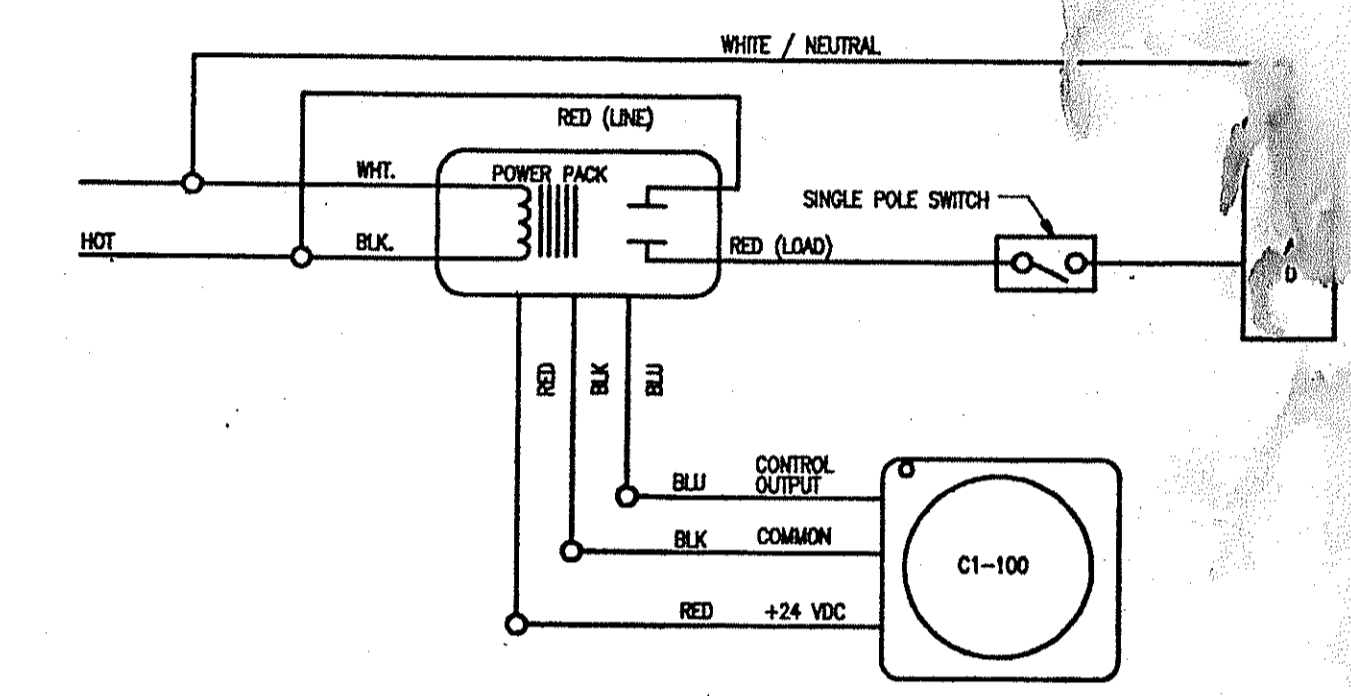 WHITE / NEUTRAL
RED (LINE)
WHT.
POWER PACK
SINGLE POLE SWITCH
HOT
BLK.
RED (LOAD)
RED
BLK
BLU
BLU
CONTROL
OUTPUT
BLK
COMMON
C1-100
RED
+24 VDC